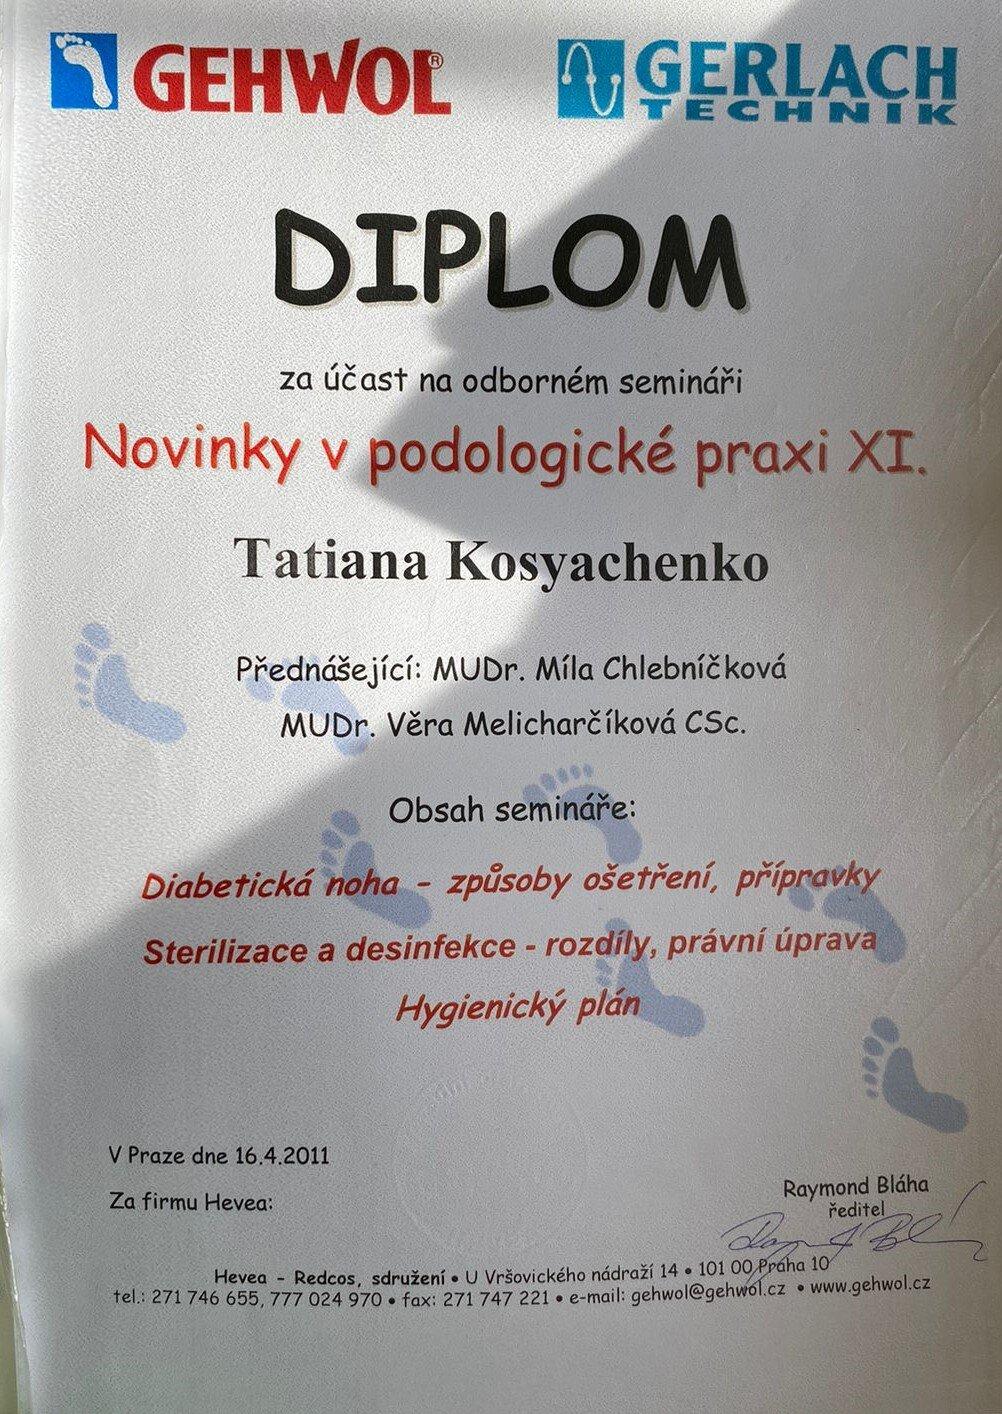 GEHWOL®
GERLACH
TECHNIK
DIPLOM
za účast na odborném semináři
Novinky v podologické praxi XI.
Tatiana Kosyachenko
Přednášející: MUDr. Míla Chlebníčková
MUDr. Věra Melicharčíková CSc.
Obsah semináře:
Diabetická noha - způsoby ošetření, přípravky
Sterilizace a desinfekce - rozdíly, právní úprava
Hygienický plán
V Praze dne 16.4.2011
Za firmu Hevea:
Raymond Bláha
ředitel
Hevea - Redcos, sdružení • U Vršovického nádraží 14 • 101 00 Praha 10
tel.: 271 746 655, 777 024 970 • fax: 271 747 221 • e-mail: gehwol@gehwol.cz • www.gehwol.cz